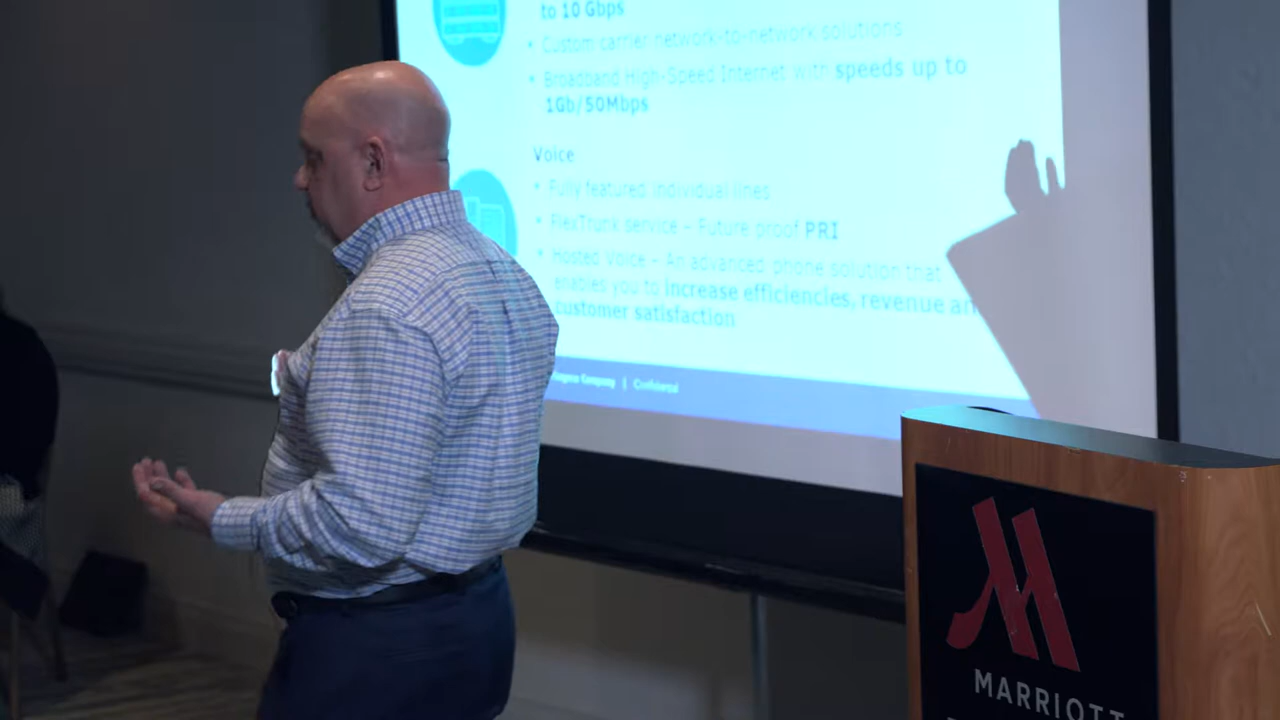 to 10 Gbps
• Custom carrier network-to-network solutions
• Broadband High-Speed Internet with speeds up to
1Gb/50Mbps
Voice
• Fully featured individual lines
• FlexTrunk service – Future proof PRI
• Hosted Voice – An advanced phone solution that
enables you to increase efficiencies, revenue an
customer satisfaction
Company | Confidential
MARRIOTT